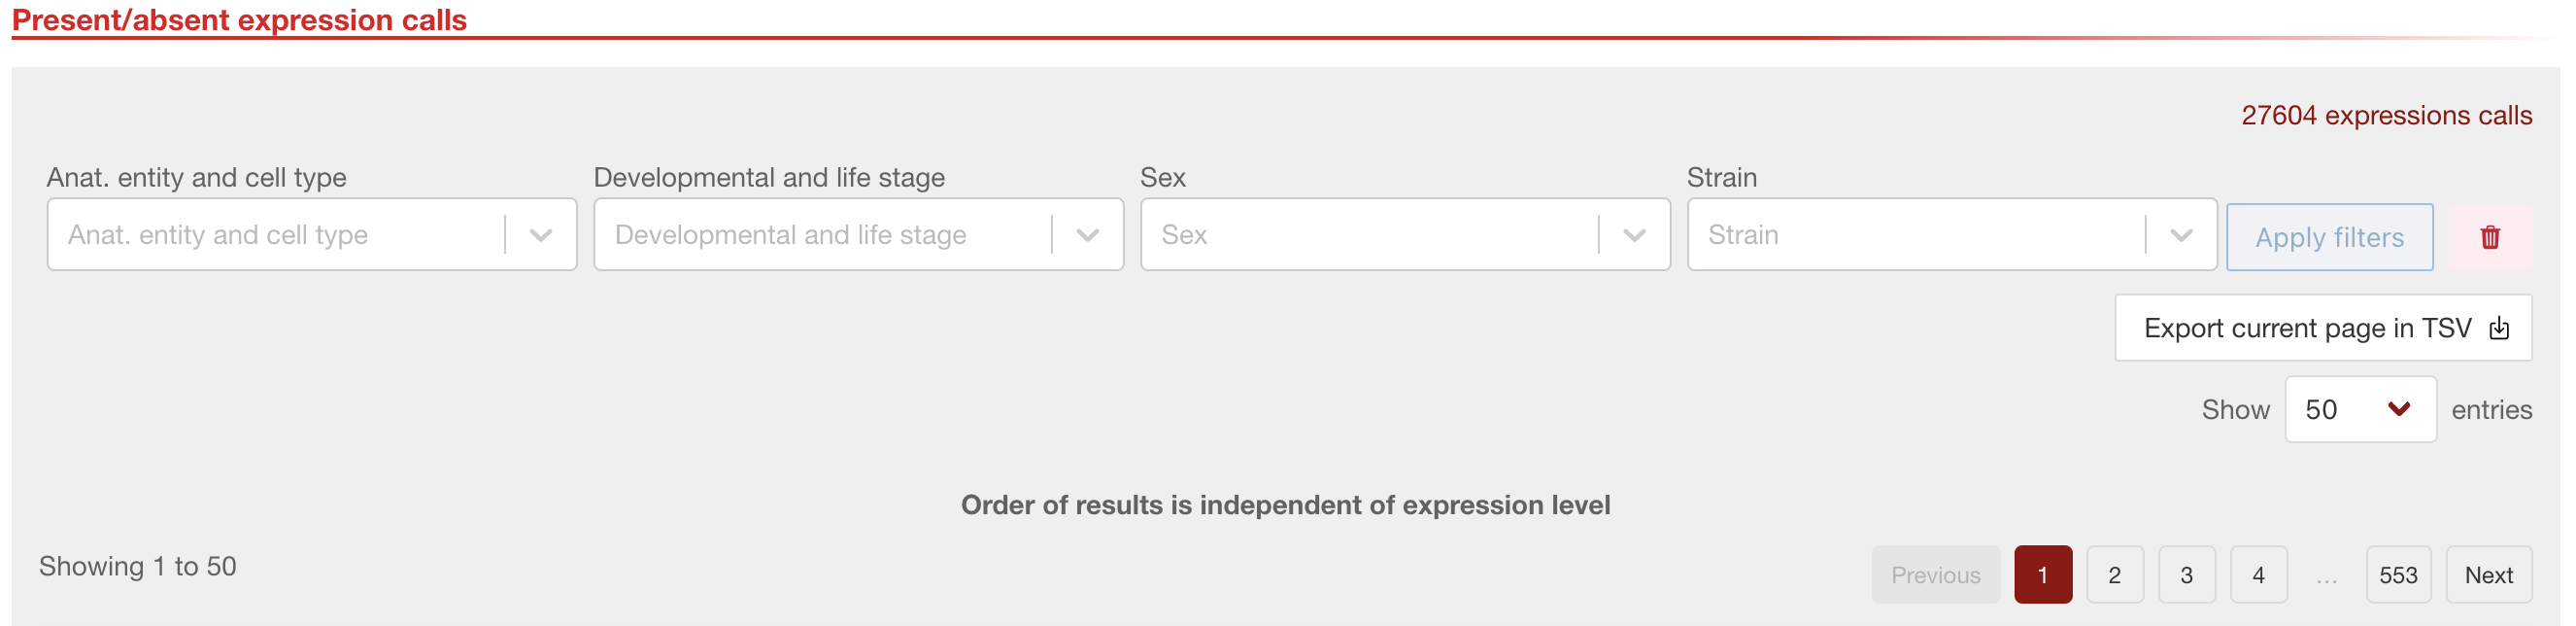 Present/absent expression calls
27604 expressions calls
Anat. entity and cell type Developmental and life stage Sex Strain
Anat. entity and cell type Developmental and life stage Sex Strain Apply filters
Export current page in TSV
Show 50 entries
Order of results is independent of expression level
Showing 1 to 50 Previous 1 2 3 4 ... 553 Next